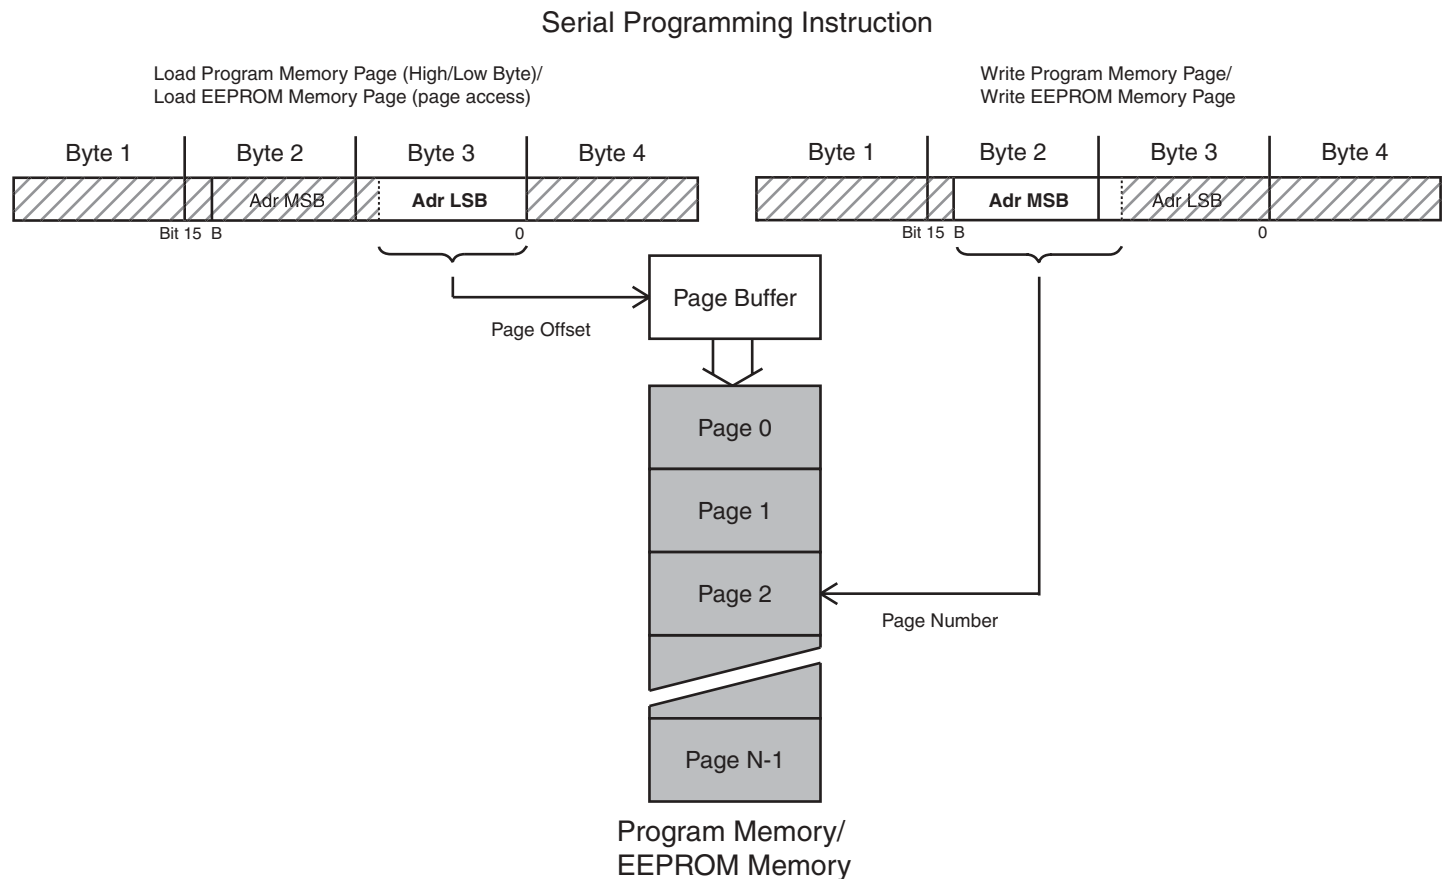 Serial Programming Instruction
Load Program Memory Page (High/Low Byte)/
Load EEPROM Memory Page (page access)
Write Program Memory Page/
Write EEPROM Memory Page
Byte 1 Byte 2 Byte 3 Byte 4
Adr MSB Adr LSB
Bit 15 B 0
Byte 1 Byte 2 Byte 3 Byte 4
Adr MSB Adr LSB
Bit 15 B 0
Page Offset
Page Buffer
Page 0
Page 1
Page 2
Page Number
Page N-1
Program Memory/
EEPROM Memory